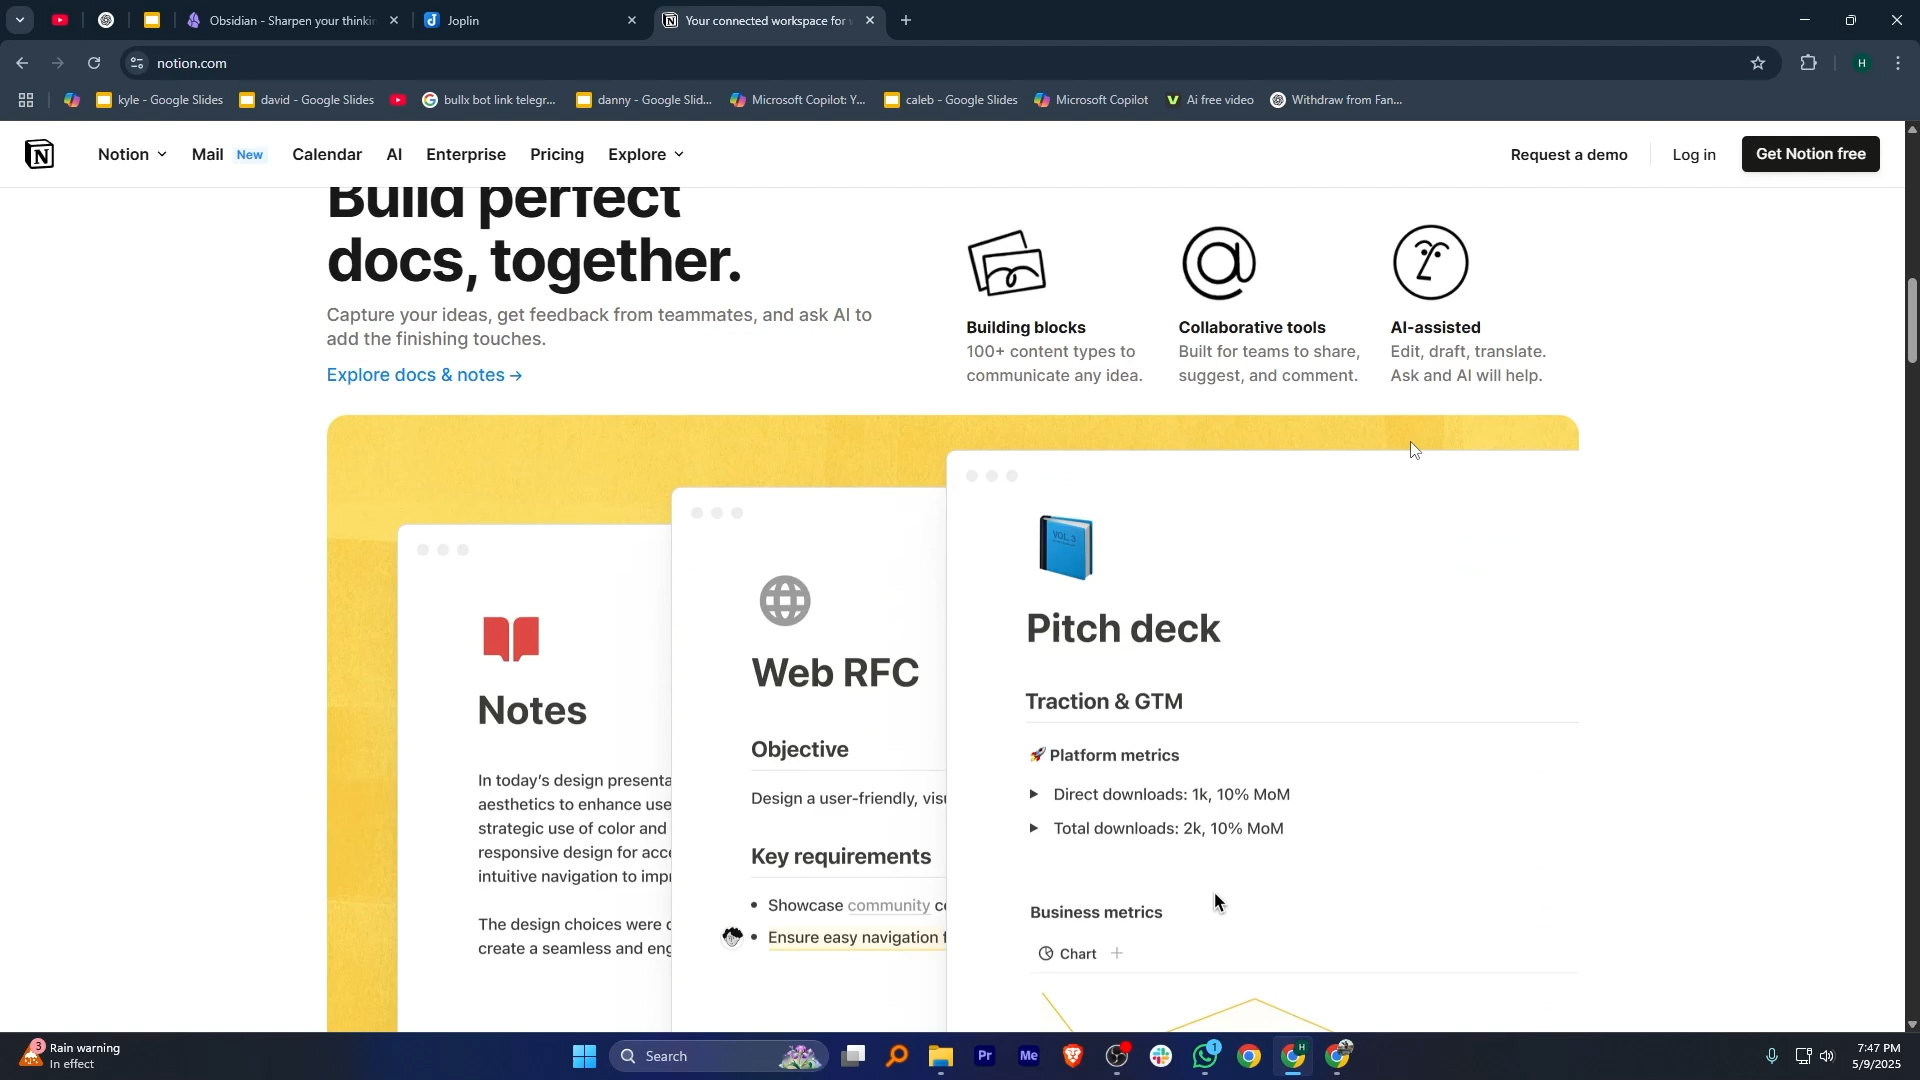 Obsidian - Sharpen your thinkin
Joplin
Your connected workspace for
notion.com
H
kyle - Google Slides
david - Google Slides
bullx bot link telegr...
danny - Google Slid...
Microsoft Copilot: Y...
caleb - Google Slides
Microsoft Copilot
Ai free video
Withdraw from Fan...
Notion
Mail New
Calendar
AI
Enterprise
Pricing
Explore
Request a demo
Log in
Get Notion free
Build perfect
docs, together.
Capture your ideas, get feedback from teammates, and ask AI to
add the finishing touches.
Explore docs & notes →
Building blocks
100+ content types to
communicate any idea.
Collaborative tools
Built for teams to share,
suggest, and comment.
AI-assisted
Edit, draft, translate.
Ask and AI will help.
Notes
In today's design presenta
aesthetics to enhance use
strategic use of color and
responsive design for acce
intuitive navigation to impr
The design choices were c
create a seamless and eng
Web RFC
Objective
Design a user-friendly, visu
Key requirements
• Showcase community co
• Ensure easy navigation f
VOL. 3
Pitch deck
Traction & GTM
🚀 Platform metrics
▶ Direct downloads: 1k, 10% MoM
▶ Total downloads: 2k, 10% MoM
Business metrics
Chart +
3
Rain warning
In effect
Search
Pr
Me
1
H
7:47 PM
5/9/2025